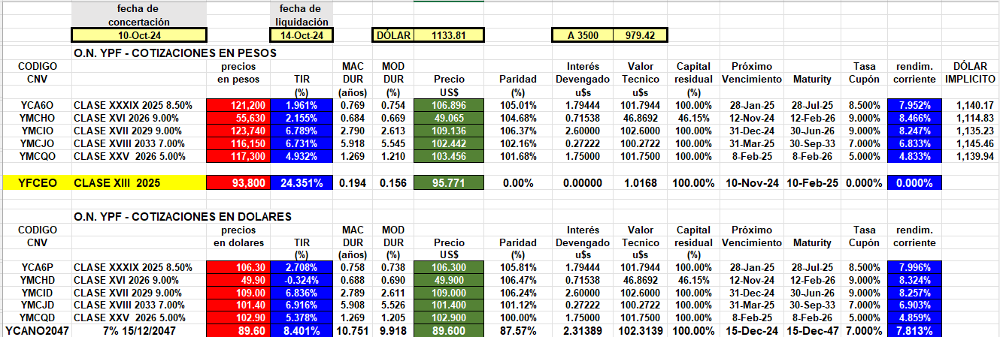 fecha de fecha de
concertación liquidación
10-Oct-24 14-Oct-24 DÓLAR 1133.81 A 3500 979.42
O.N. YPF - COTIZACIONES EN PESOS
CODIGO precios MAC MOD Interés Valor Capital Próximo Tasa rendim. DÓLAR
CNV en pesos TIR DUR DUR Precio Paridad Devengado Tecnico residual Vencimiento Maturity Cupón corriente IMPLICITO
(%) (años) (%) US$ (%) u$s u$s (%)
YCA6O CLASE XXXIX 2025 8.50% 121,200 1.961% 0.769 0.754 106.896 105.01% 1.79444 101.7944 100.00% 28-Jan-25 28-Jul-25 8.500% 7.952% 1,140.17
YMCHO CLASE XVI 2026 9.00% 55,630 2.155% 0.684 0.669 49.065 104.68% 0.71538 46.8692 46.15% 12-Nov-24 12-Feb-26 9.000% 8.466% 1,114.83
YMCIO CLASE XVII 2029 9.00% 123,740 6.789% 2.790 2.613 109.136 106.37% 2.60000 102.6000 100.00% 31-Dec-24 30-Jun-26 9.000% 8.247% 1,135.23
YMCJO CLASE XVIII 2033 7.00% 116,150 6.731% 5.918 5.545 102.442 102.16% 0.27222 100.2722 100.00% 31-Mar-25 30-Sep-33 7.000% 6.833% 1,145.46
YMCQO CLASE XXV 2026 5.00% 117,300 4.932% 1.269 1.210 103.456 101.68% 1.75000 101.7500 100.00% 8-Feb-25 8-Feb-26 5.000% 4.833% 1,139.94
YFCEO CLASE XIII 2025 93,800 24.351% 0.194 0.156 95.771 0.00% 0.00000 1.0168 100.00% 10-Nov-24 10-Feb-25 0.000% 0.000%
O.N. YPF - COTIZACIONES EN DOLARES
CODIGO precios MAC MOD Interés Valor Capital Próximo Tasa rendim.
CNV en dolares TIR DUR DUR Precio Paridad Devengado Tecnico residual Vencimiento Maturity Cupón corriente
(%) (años) (%) US$ (%) u$s u$s (%)
YCA6P CLASE XXXIX 2025 8.50% 106.30 2.708% 0.758 0.738 106.300 105.81% 1.79444 101.7944 100.00% 28-Jan-25 28-Jul-25 8.500% 7.996%
YMCHD CLASE XVI 2026 9.00% 49.90 -0.324% 0.688 0.690 49.900 106.47% 0.71538 46.8692 46.15% 12-Nov-24 12-Feb-26 9.000% 8.324%
YMCID CLASE XVII 2029 9.00% 109.00 6.836% 2.789 2.611 109.000 106.24% 2.60000 102.6000 100.00% 31-Dec-24 30-Jun-26 9.000% 8.257%
YMCJD CLASE XVIII 2033 7.00% 101.40 6.916% 5.908 5.526 101.400 101.12% 0.27222 100.2722 100.00% 31-Mar-25 30-Sep-33 7.000% 6.903%
YMCQD CLASE XXV 2026 5.00% 102.90 5.378% 1.269 1.205 102.900 100.00% 1.75000 101.7500 100.00% 8-Feb-25 8-Feb-26 5.000% 4.859%
YCANO2047 7% 15/12/2047 89.60 8.401% 10.751 9.918 89.600 87.57% 2.31389 102.3139 100.00% 15-Dec-24 15-Dec-47 7.000% 7.813%